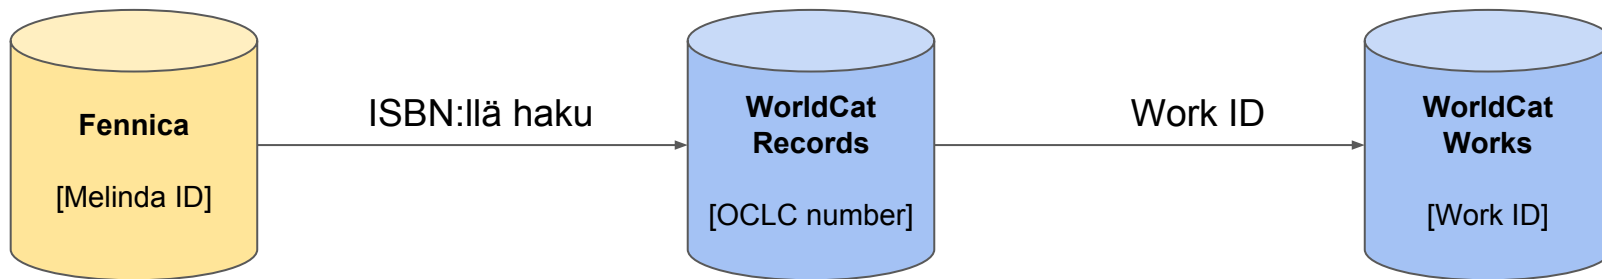 Fennica
[Melinda ID]
ISBN:llä haku
WorldCat
Records
[OCLC number]
Work ID
WorldCat
Works
[Work ID]